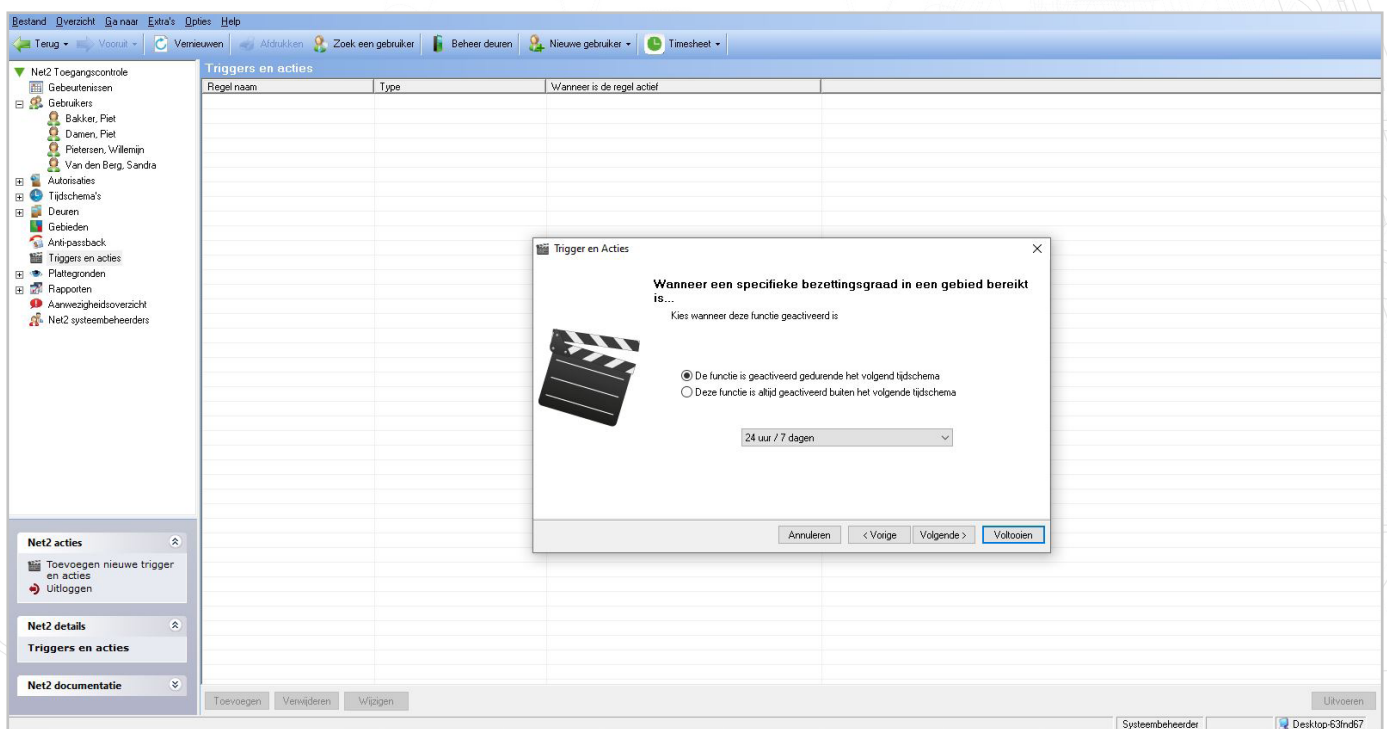 Bestand Overzicht Ga naar Extra's Opties Help
Terug Vooruit Vernieuwen Afdrukken Zoek een gebruiker Beheer deuren Nieuwe gebruiker Timesheet
Net2 Toegangscontrole
Gebeurtenissen
Gebruikers
Bakker, Piet
Damen, Piet
Pietersen, Willemijn
Van den Berg, Sandra
Autorisaties
Tijdschema's
Deuren
Gebieden
Anti-passback
Triggers en acties
Plattegronden
Rapporten
Aanwezigheidsoverzicht
Net2 systeembeheerders
Triggers en acties
Regel naam Type Wanneer is de regel actief
Trigger en Acties
Wanneer een specifieke bezettingsgraad in een gebied bereikt
is...
Kies wanneer deze functie geactiveerd is
De functie is geactiveerd gedurende het volgend tijdschema
Deze functie is altijd geactiveerd buiten het volgende tijdschema
24 uur / 7 dagen
Annuleren < Vorige Volgende > Voltooien
Net2 acties
Toevoegen nieuwe trigger
en acties
Uitloggen
Net2 details
Triggers en acties
Net2 documentatie
Toevoegen Verwijderen Wijzigen Uitvoeren
Systeembeheerder Desktop-63fnd67